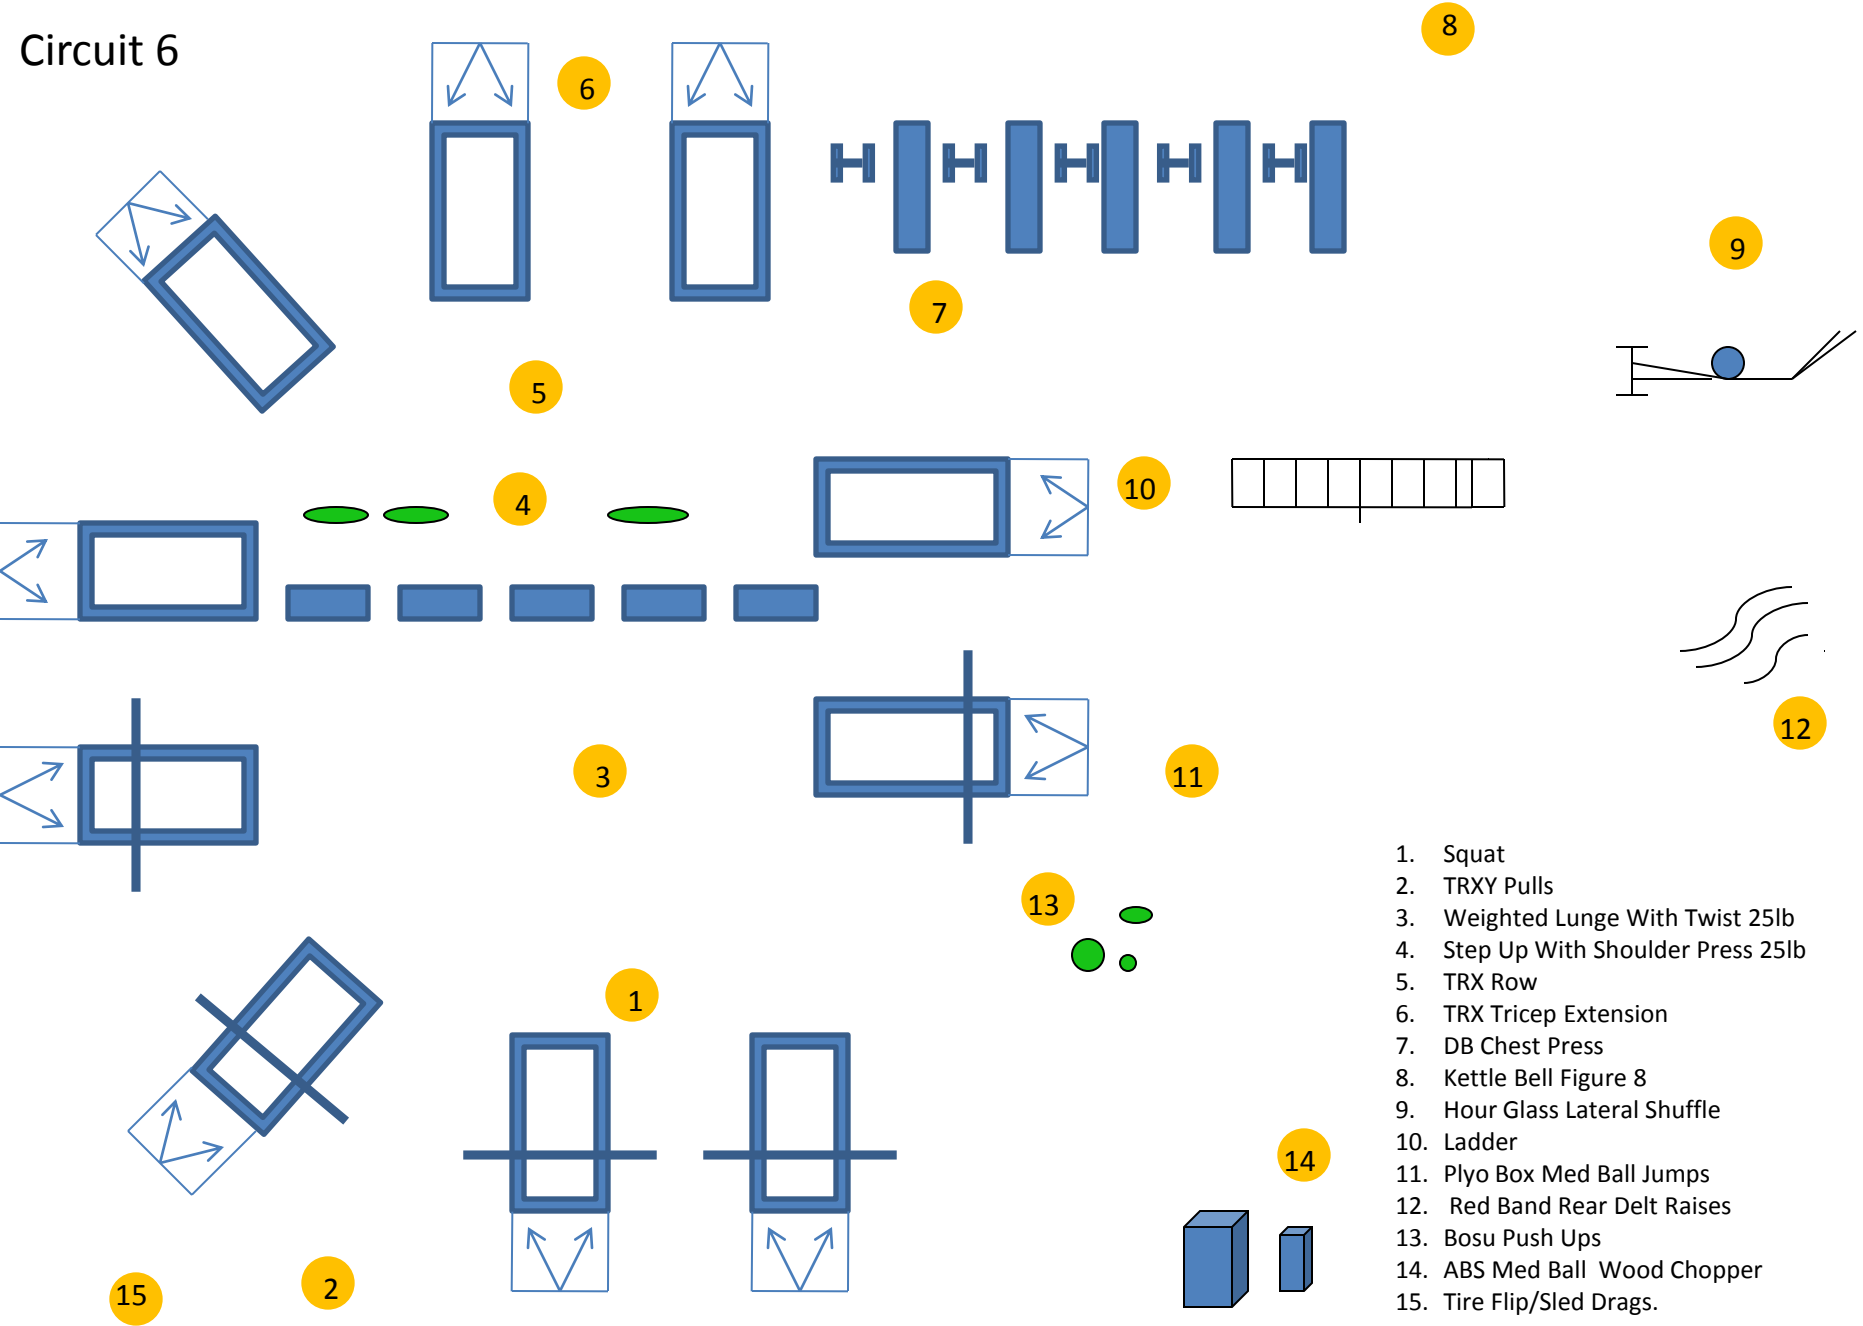 Circuit 6
8
6
9
7
5
10
4
12
3
11
13
1
14
2
15
1. Squat
2. TRXY Pulls
3. Weighted Lunge With Twist 25lb
4. Step Up With Shoulder Press 25lb
5. TRX Row
6. TRX Tricep Extension
7. DB Chest Press
8. Kettle Bell Figure 8
9. Hour Glass Lateral Shuffle
10. Ladder
11. Plyo Box Med Ball Jumps
12. Red Band Rear Delt Raises
13. Bosu Push Ups
14. ABS Med Ball  Wood Chopper
15. Tire Flip/Sled Drags.